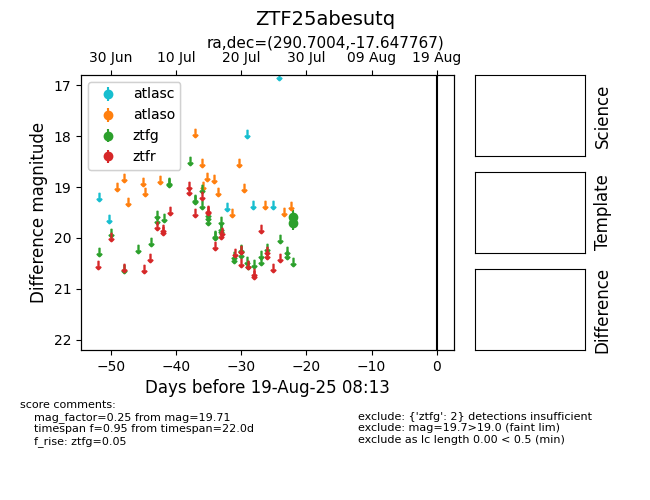 ZTF25abesutq
ra,dec=(290.7004,-17.647767)
30 Jun 10 Jul 20 Jul 30 Jul 09 Aug 19 Aug
atlasc
atlaso
ztfg
ztfr
17
18
19
20
21
22
Difference magnitude
−50 −40 −30 −20 −10 0
Days before 19-Aug-25 08:13
Science
Template
Difference
score comments:
mag_factor=0.25 from mag=19.71
timespan f=0.95 from timespan=22.0d
f_rise: ztfg=0.05
exclude: {'ztfg': 2} detections insufficient
exclude: mag=19.7>19.0 (faint lim)
exclude as lc length 0.00 < 0.5 (min)